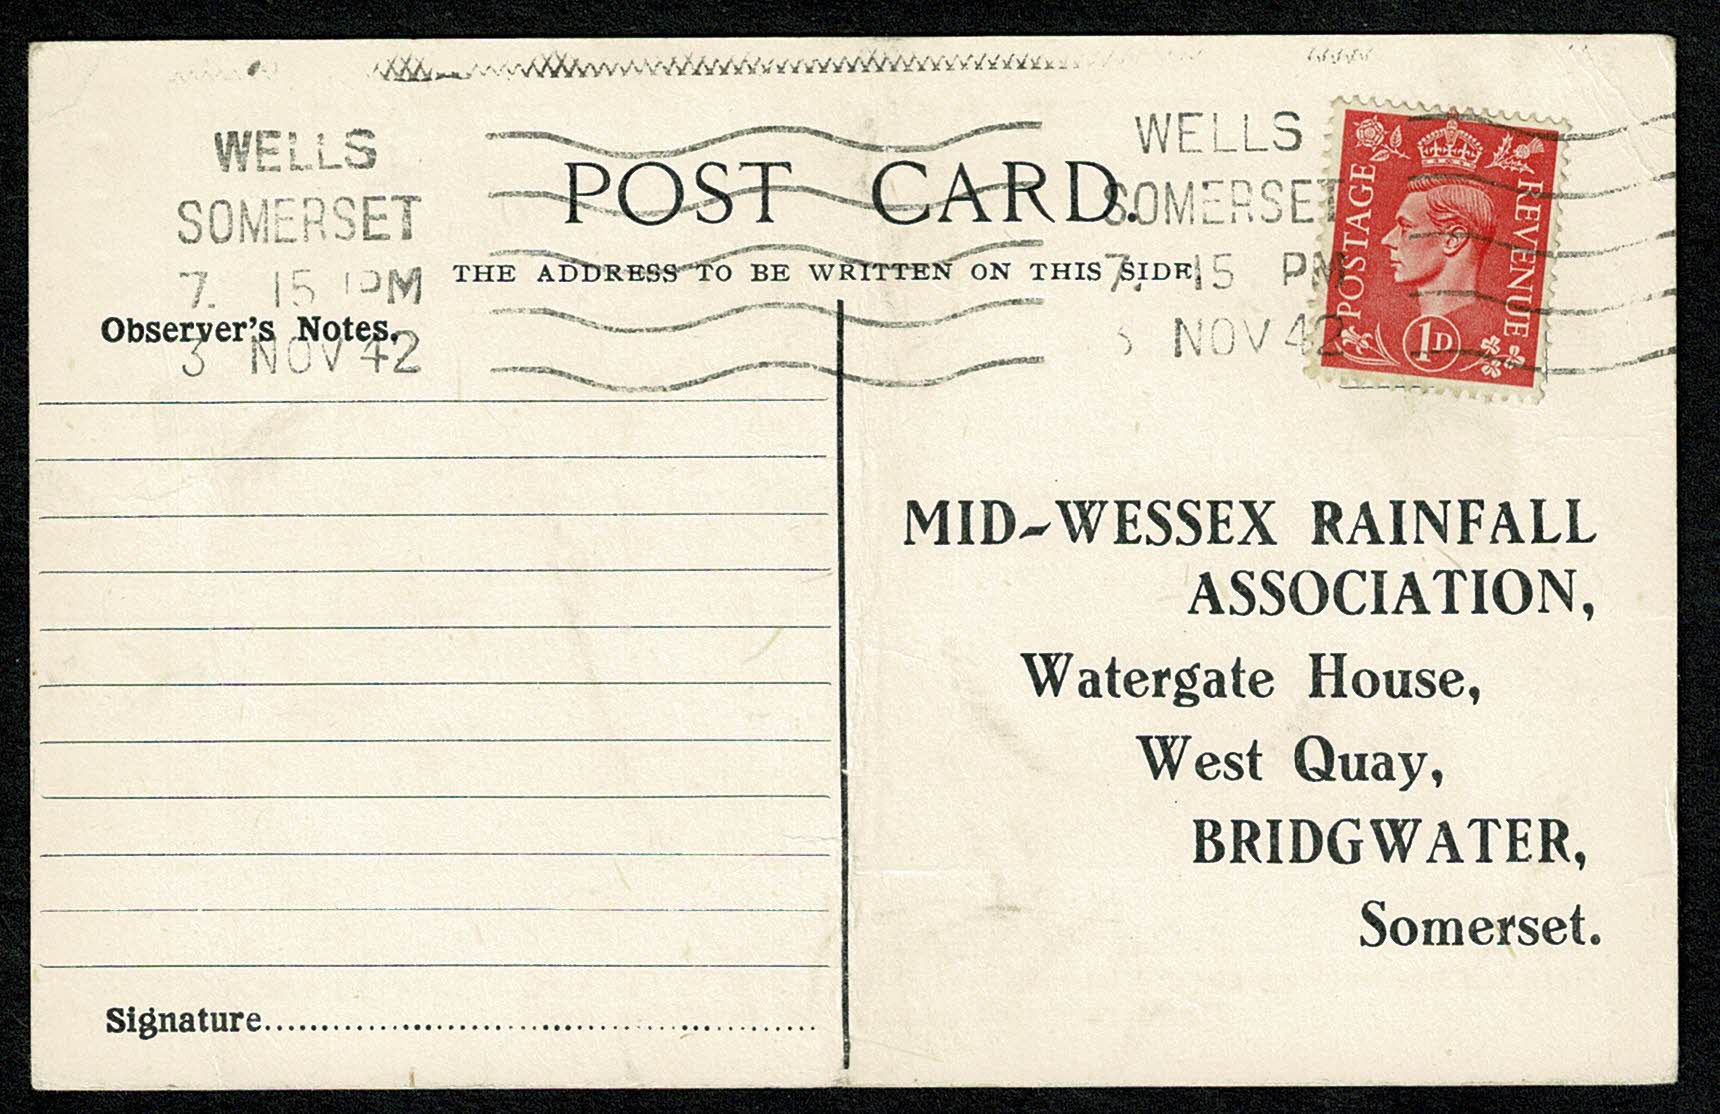 WELLS
SOMERSET
7. 15 PM
3 NOV 42
POST CARD.
THE ADDRESS TO BE WRITTEN ON THIS SIDE.
WELLS
SOMERSET
7. 15 PM
3 NOV 42
POSTAGE
REVENUE
1D
Observer's Notes.
Signature
MID-WESSEX RAINFALL
ASSOCIATION,
Watergate House,
West Quay,
BRIDGWATER,
Somerset.